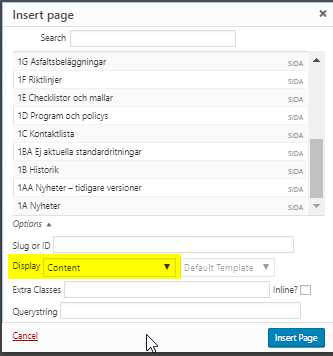 Insert page ×
Search
1G Asfaltsbeläggningar SIDA
1F Riktlinjer SIDA
1E Checklistor och mallar SIDA
1D Program och policys SIDA
1C Kontaktlista SIDA
1BA Ej aktuella standardritningar SIDA
1B Historik SIDA
1AA Nyheter – tidigare versioner SIDA
1A Nyheter SIDA
Options
Slug or ID
Display Content Default Template
Extra Classes Inline?
Querystring
Cancel Insert Page